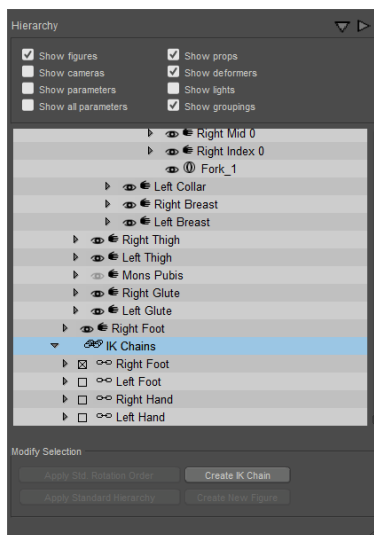 Hierarchy
Show figures Show props
Show cameras Show deformers
Show parameters Show lights
Show all parameters Show groupings
Right Mid 0
Right Index 0
Fork_1
Left Collar
Right Breast
Left Breast
Right Thigh
Left Thigh
Mons Pubis
Right Glute
Left Glute
Right Foot
IK Chains
Right Foot
Left Foot
Right Hand
Left Hand
Modify Selection
Apply Std. Rotation Order Create IK Chain
Apply Standard Hierarchy Create New Figure